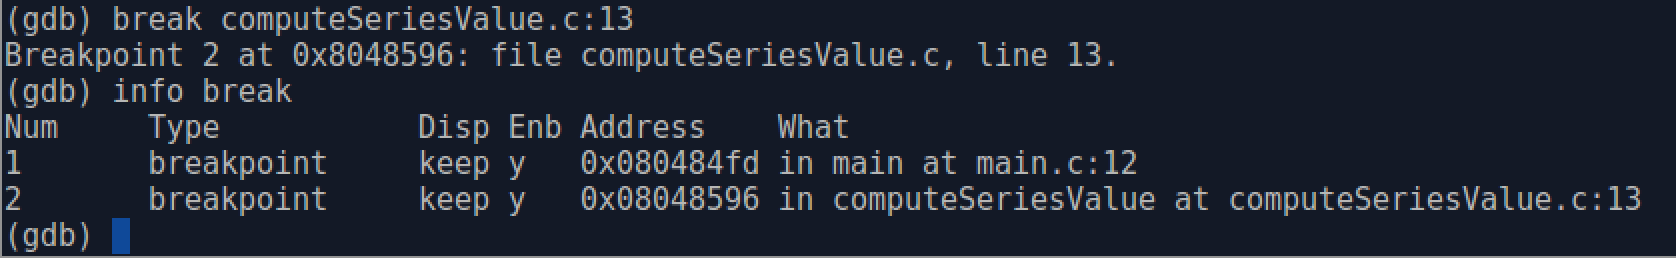 (gdb) break computeSeriesValue.c:13
Breakpoint 2 at 0x8048596: file computeSeriesValue.c, line 13.
(gdb) info break
Num     Type           Disp Enb Address    What
1       breakpoint     keep y   0x080484fd in main at main.c:12
2       breakpoint     keep y   0x08048596 in computeSeriesValue at computeSeriesValue.c:13
(gdb)